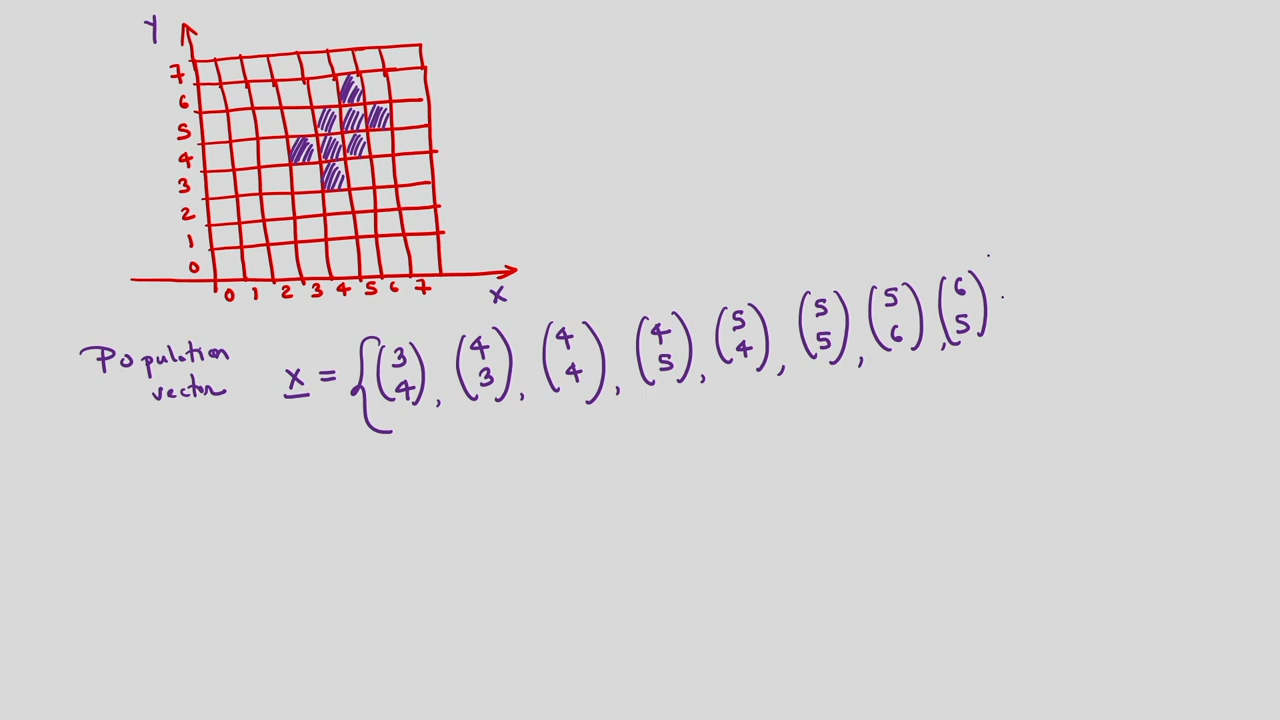 Y
7
6
5
4
3
2
1
0
0 1 2 3 4 5 6 7
X
Population vector
x = { (3 4), (4 3), (4 4), (4 5), (5 4), (5 5), (5 6), (6 5)